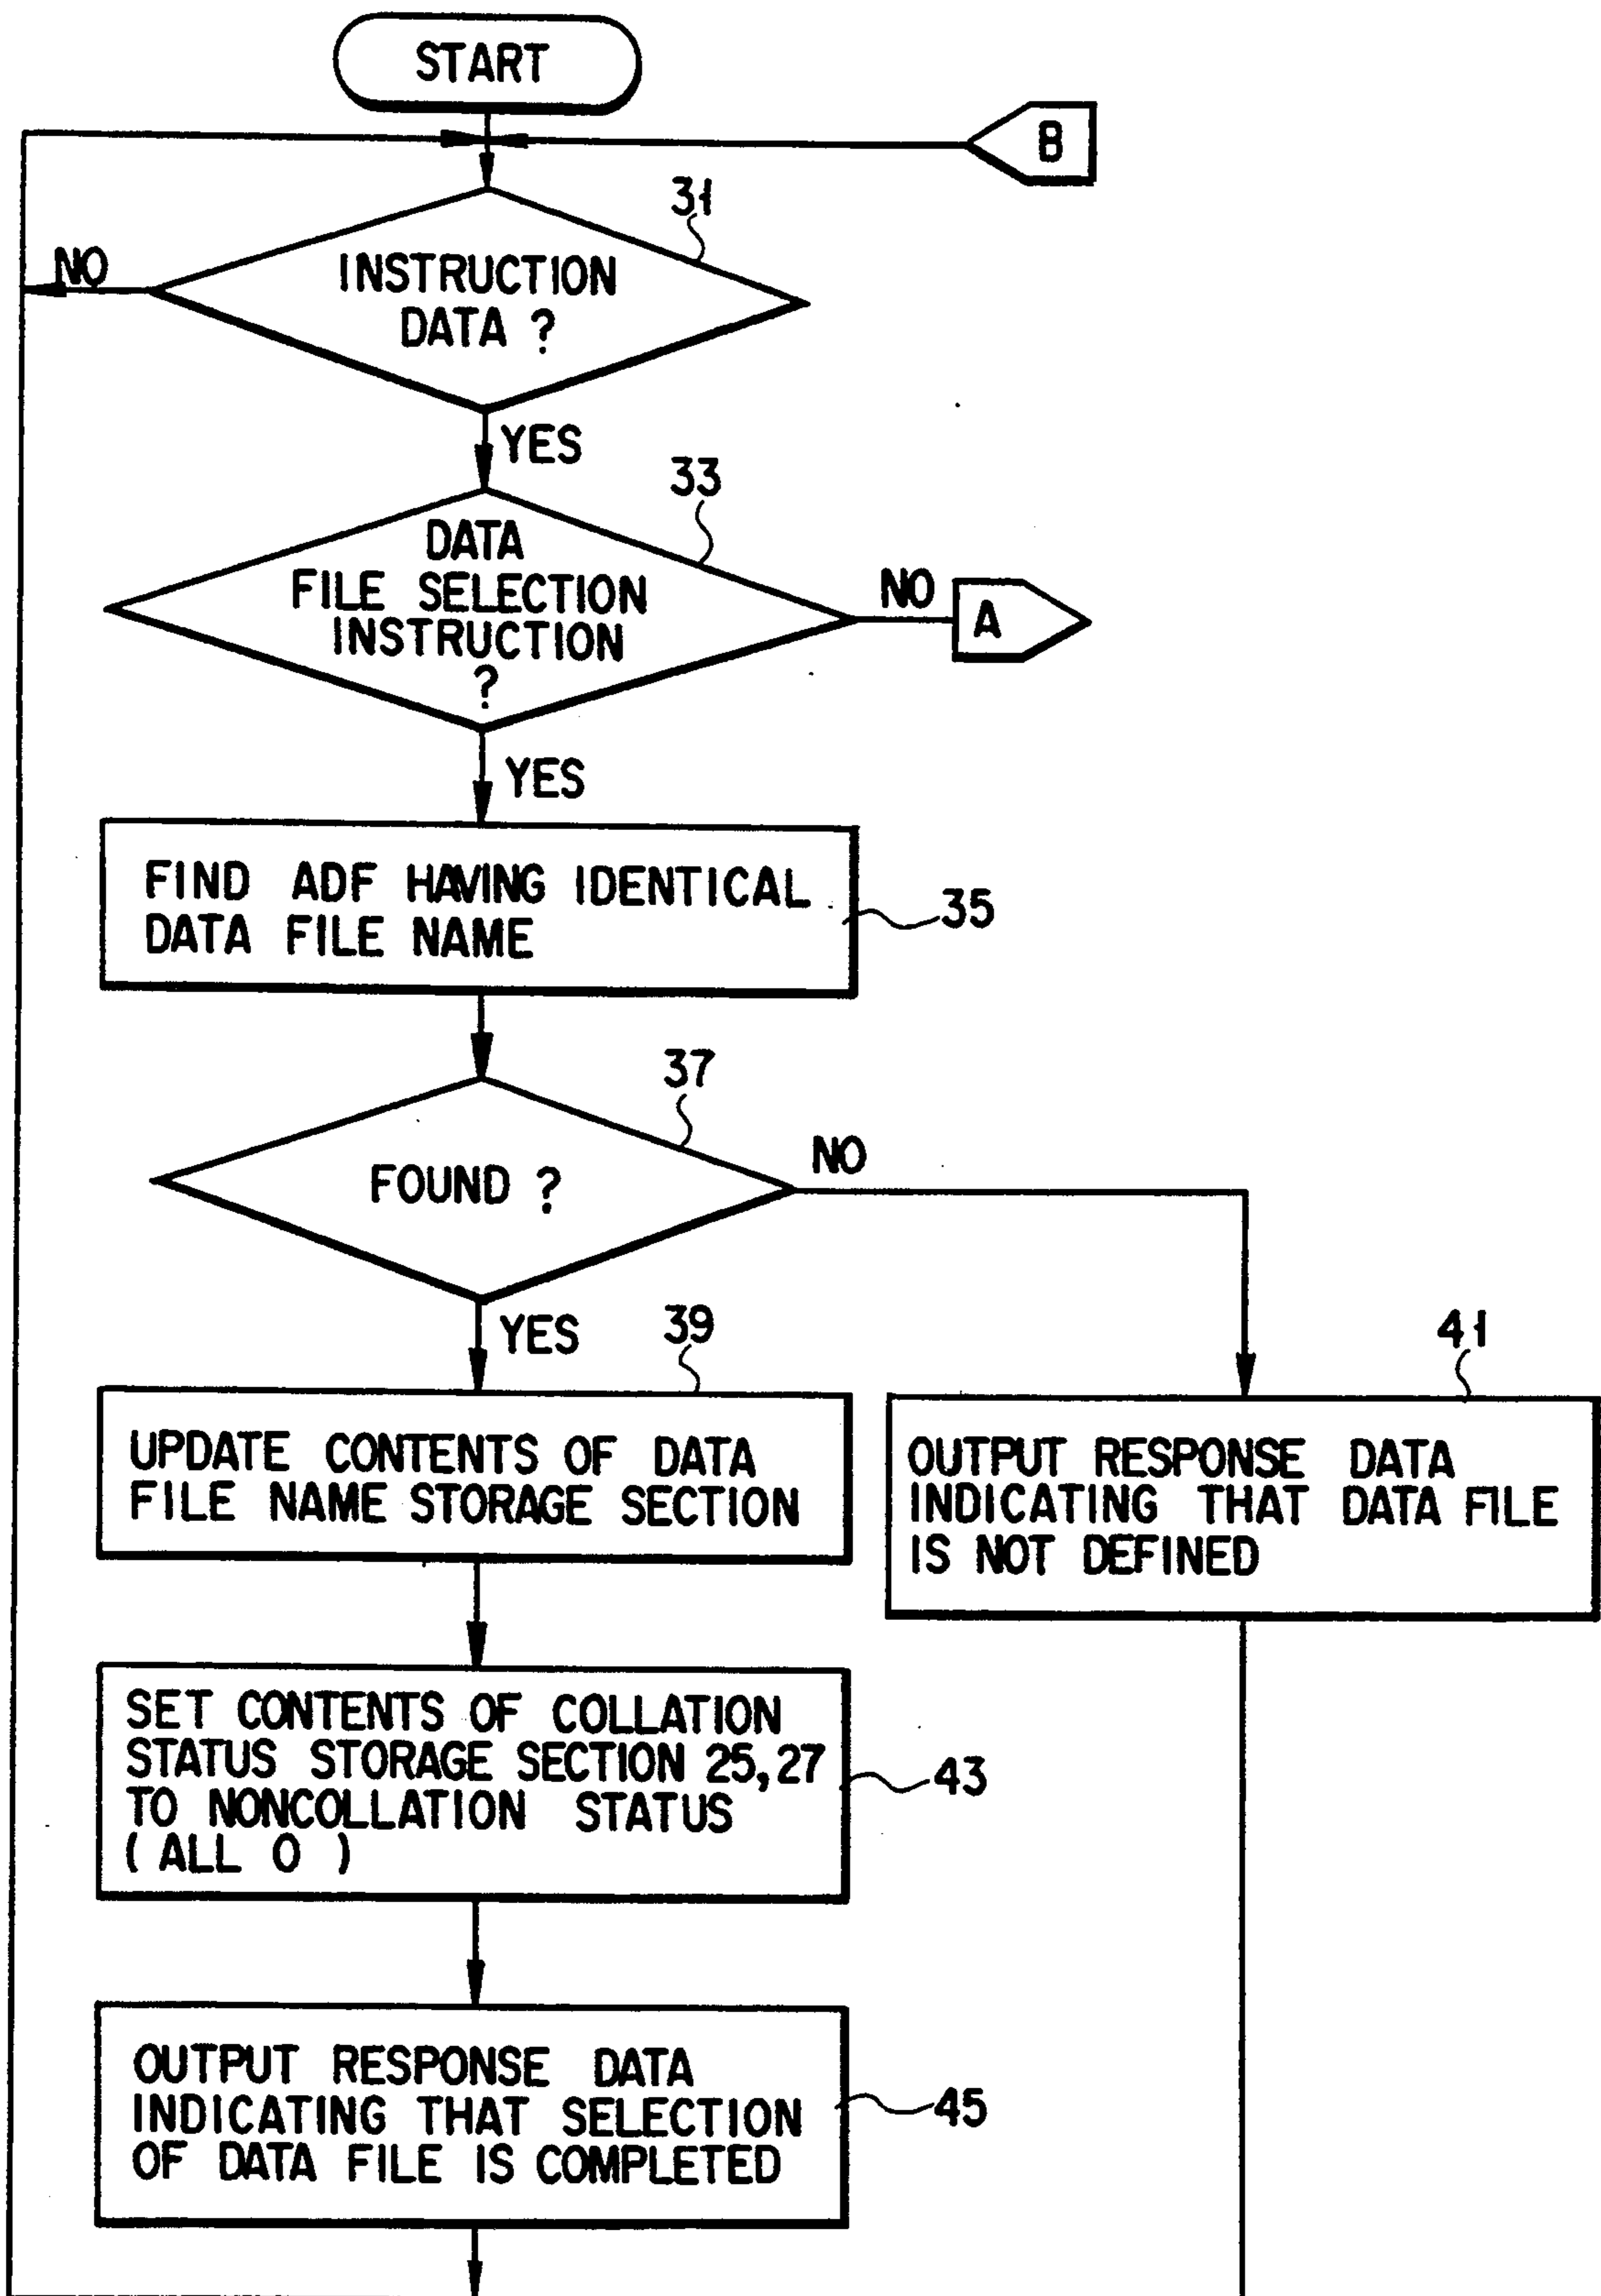 START
B
31
NO
INSTRUCTION
DATA ?
YES
33
DATA
FILE SELECTION
INSTRUCTION
?
NO
A
YES
FIND ADF HAVING IDENTICAL
DATA FILE NAME
35
37
FOUND ?
NO
YES
39
41
UPDATE CONTENTS OF DATA
FILE NAME STORAGE SECTION
OUTPUT RESPONSE DATA
INDICATING THAT DATA FILE
IS NOT DEFINED
SET CONTENTS OF COLLATION
STATUS STORAGE SECTION 25,27
TO NONCOLLATION STATUS
( ALL 0 )
43
OUTPUT RESPONSE DATA
INDICATING THAT SELECTION
OF DATA FILE IS COMPLETED
45